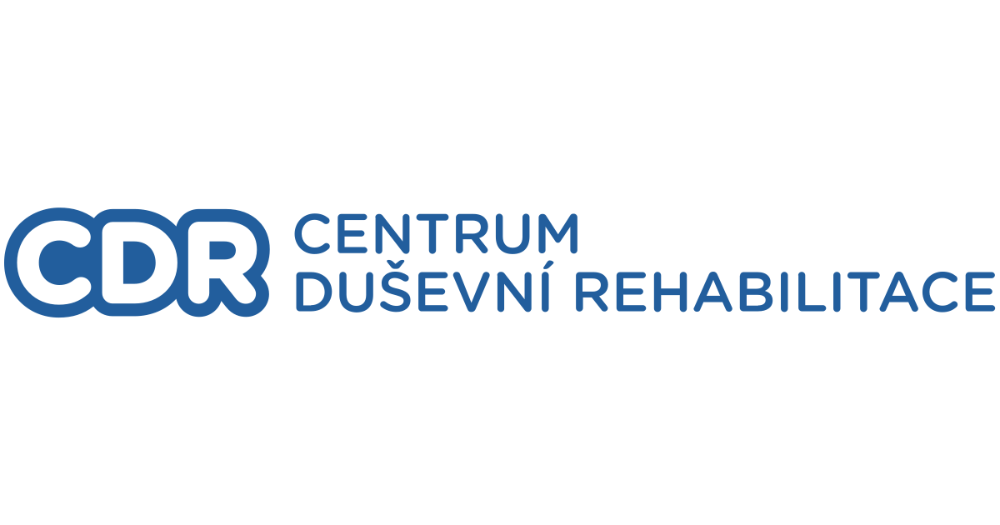 CDR
CENTRUM
DUŠEVNÍ REHABILITACE